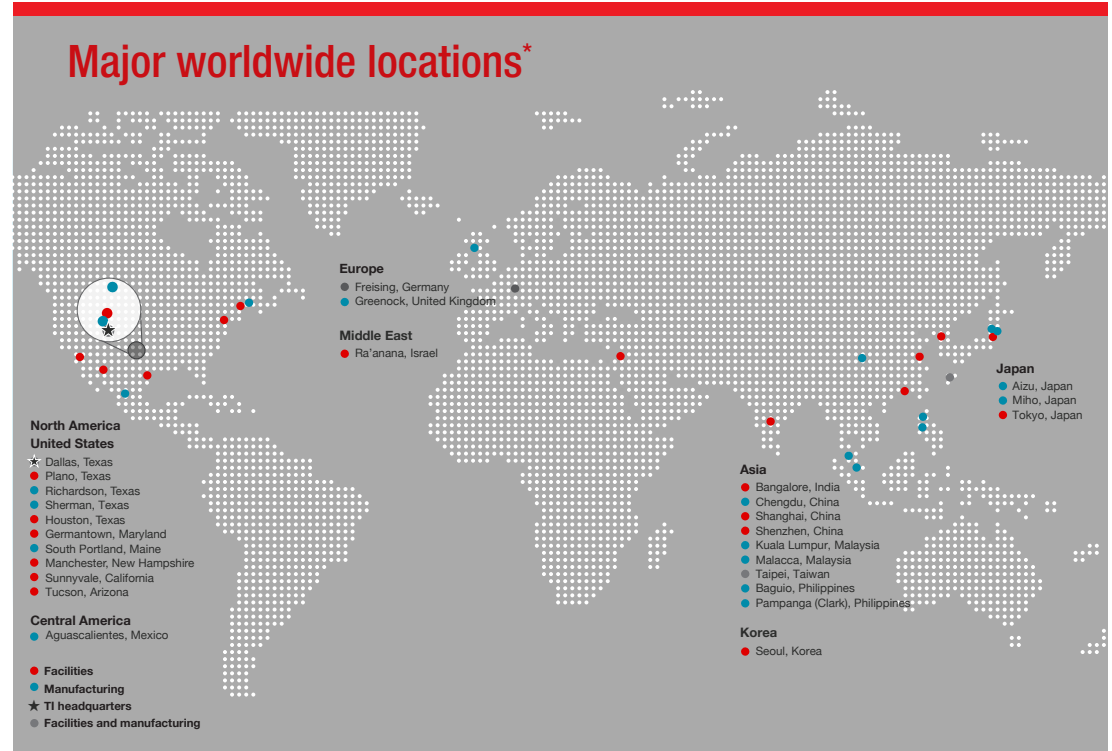 Major worldwide locations*
Europe
Freising, Germany
Greenock, United Kingdom
Middle East
Ra'anana, Israel
Japan
Aizu, Japan
Miho, Japan
Tokyo, Japan
North America
United States
Dallas, Texas
Plano, Texas
Richardson, Texas
Sherman, Texas
Houston, Texas
Germantown, Maryland
South Portland, Maine
Manchester, New Hampshire
Sunnyvale, California
Tucson, Arizona
Central America
Aguascalientes, Mexico
Asia
Bangalore, India
Chengdu, China
Shanghai, China
Shenzhen, China
Kuala Lumpur, Malaysia
Malacca, Malaysia
Taipei, Taiwan
Baguio, Philippines
Pampanga (Clark), Philippines
Korea
Seoul, Korea
Facilities
Manufacturing
TI headquarters
Facilities and manufacturing